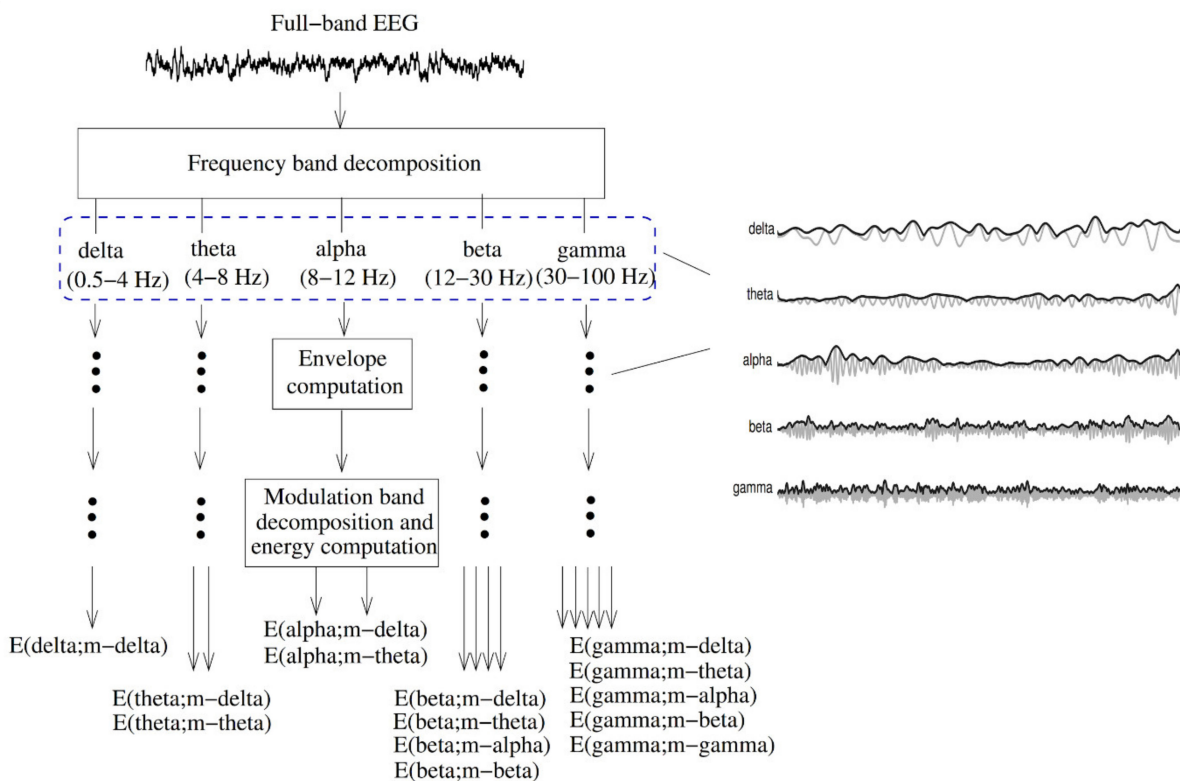 Full−band EEG
Frequency band decomposition
delta
(0.5−4 Hz)
theta
(4−8 Hz)
alpha
(8−12 Hz)
beta
(12−30 Hz)
gamma
(30−100 Hz)
Envelope
computation
Modulation band
decomposition and
energy computation
E(delta;m−delta)
E(theta;m−delta)
E(theta;m−theta)
E(alpha;m−delta)
E(alpha;m−theta)
E(beta;m−delta)
E(beta;m−theta)
E(beta;m−alpha)
E(beta;m−beta)
E(gamma;m−delta)
E(gamma;m−theta)
E(gamma;m−alpha)
E(gamma;m−beta)
E(gamma;m−gamma)
delta
theta
alpha
beta
gamma